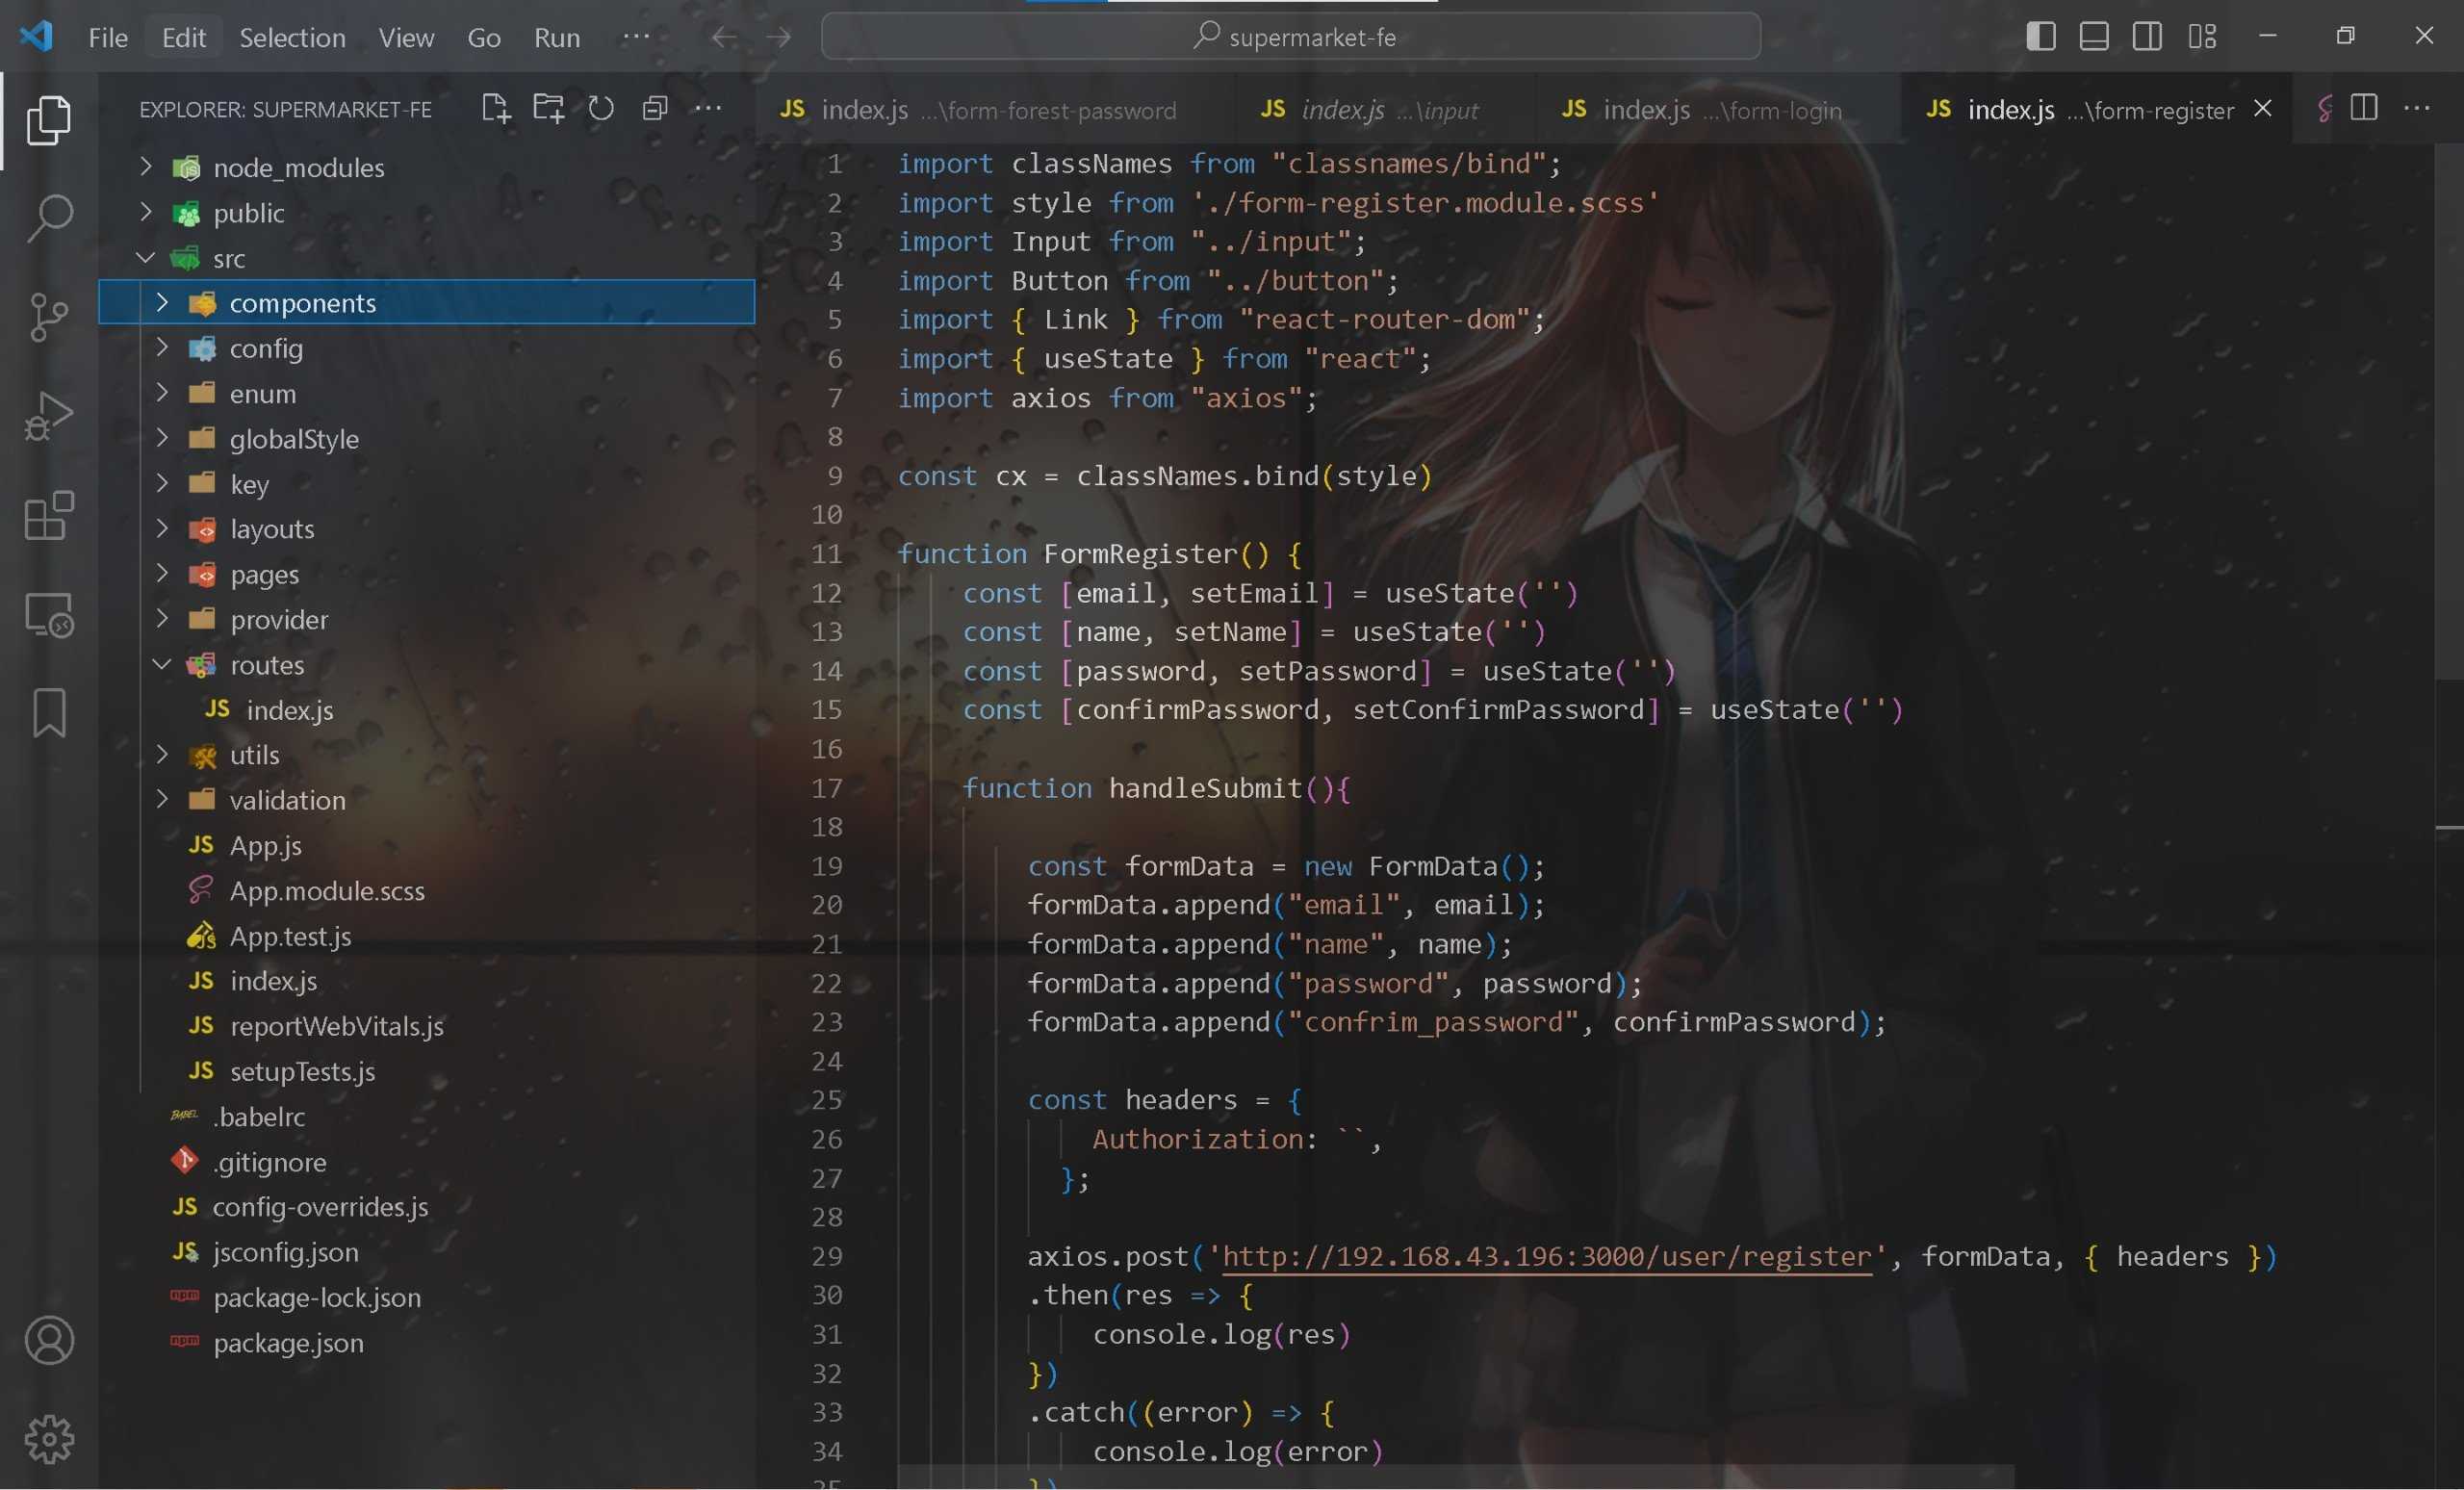 File Edit Selection View Go Run ··· supermarket-fe
EXPLORER: SUPERMARKET-FE
node_modules
public
src
components
config
enum
globalStyle
key
layouts
pages
provider
routes
JS index.js
utils
validation
JS App.js
App.module.scss
App.test.js
JS index.js
JS reportWebVitals.js
JS setupTests.js
BABEL .babelrc
.gitignore
JS config-overrides.js
JS jsconfig.json
npm package-lock.json
npm package.json
JS index.js ...\form-forest-password JS index.js ...\input JS index.js ...\form-login JS index.js ...\form-register
1 import classNames from "classnames/bind";
2 import style from './form-register.module.scss'
3 import Input from "../input";
4 import Button from "../button";
5 import { Link } from "react-router-dom";
6 import { useState } from "react";
7 import axios from "axios";
8
9 const cx = classNames.bind(style)
10
11 function FormRegister() {
12 const [email, setEmail] = useState('')
13 const [name, setName] = useState('')
14 const [password, setPassword] = useState('')
15 const [confirmPassword, setConfirmPassword] = useState('')
16
17 function handleSubmit(){
18
19 const formData = new FormData();
20 formData.append("email", email);
21 formData.append("name", name);
22 formData.append("password", password);
23 formData.append("confrim_password", confirmPassword);
24
25 const headers = {
26 Authorization: ``,
27 };
28
29 axios.post('http://192.168.43.196:3000/user/register', formData, { headers })
30 .then(res => {
31 console.log(res)
32 })
33 .catch((error) => {
34 console.log(error)
35 })